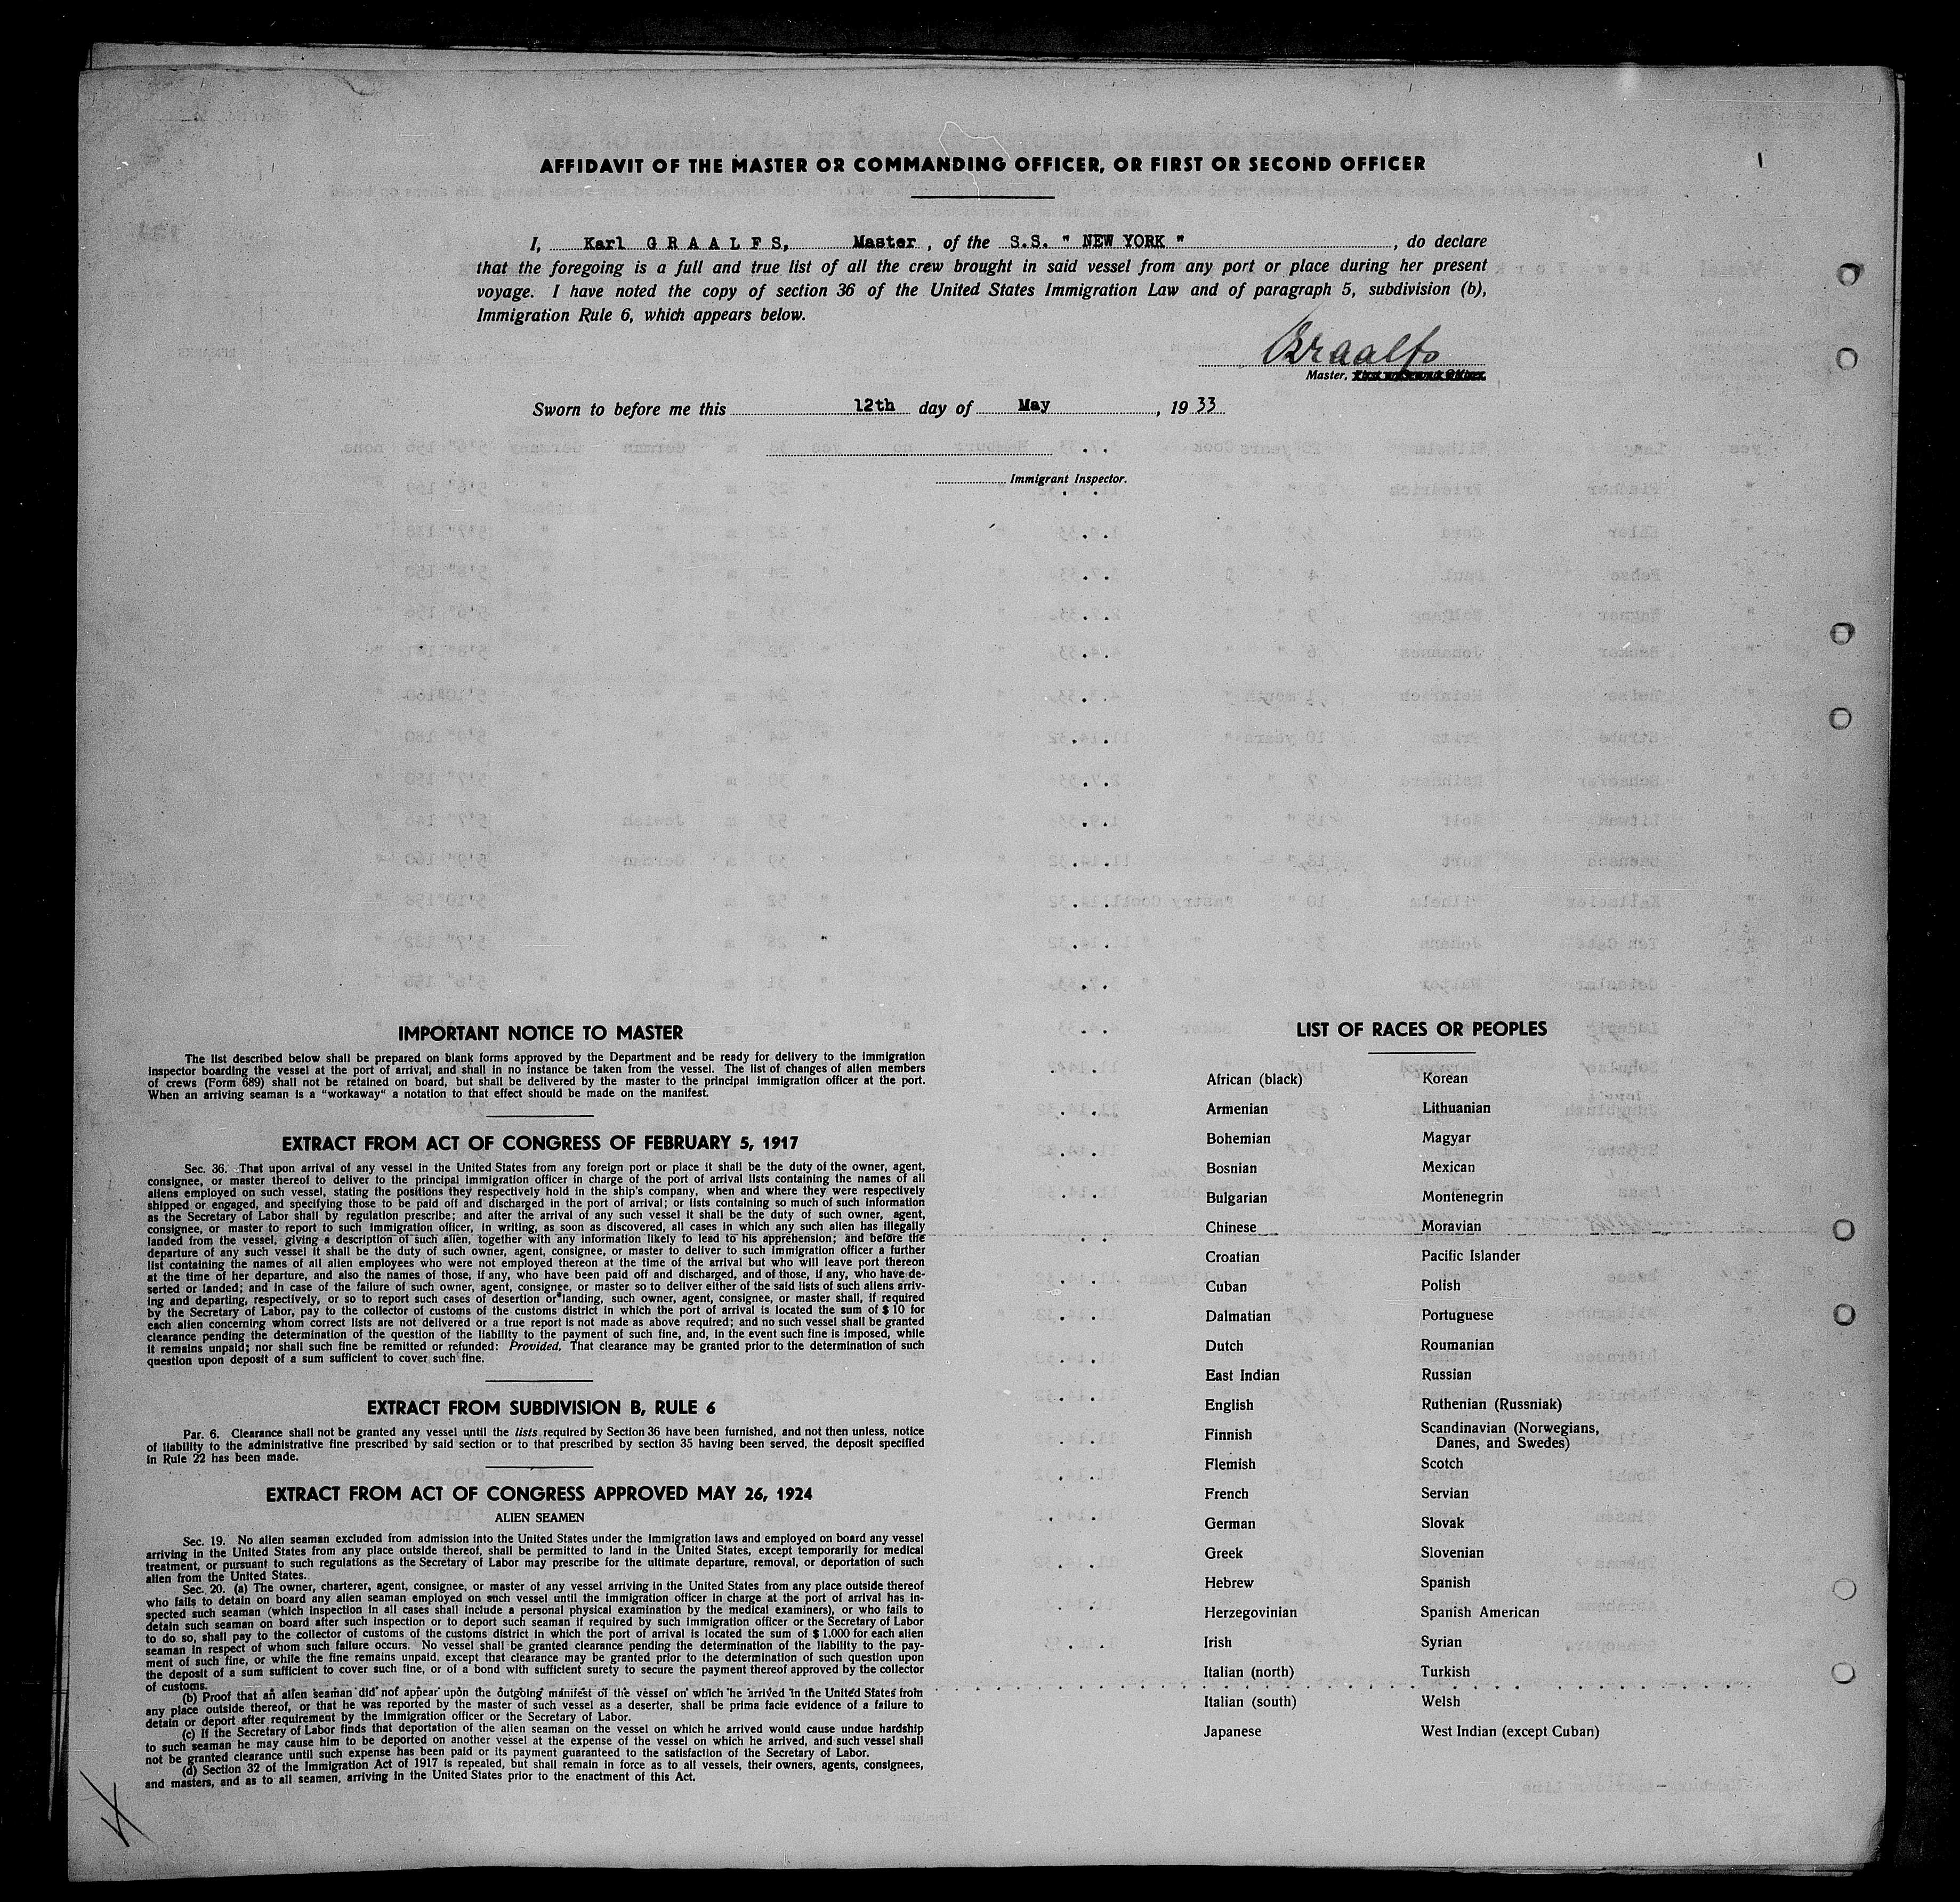 AFFIDAVIT OF THE MASTER OR COMMANDING OFFICER, OR FIRST OR SECOND OFFICER
I, Karl GRAALFS, Master, of the S.S. " NEW YORK ", do declare
that the foregoing is a full and true list of all the crew brought in said vessel from any port or place during her present
voyage. I have noted the copy of section 36 of the United States Immigration Law and of paragraph 5, subdivision (b),
Immigration Rule 6, which appears below.
Graalfs
Master,
Sworn to before me this 12th day of May, 1933
Immigrant Inspector.
IMPORTANT NOTICE TO MASTER
The list described below shall be prepared on blank forms approved by the Department and be ready for delivery to the immigration
inspector boarding the vessel at the port of arrival, and shall in no instance be taken from the vessel. The list of changes of alien members
of crews (Form 689) shall not be retained on board, but shall be delivered by the master to the principal immigration officer at the port.
When an arriving seaman is a "workaway" a notation to that effect should be made on the manifest.
EXTRACT FROM ACT OF CONGRESS OF FEBRUARY 5, 1917
Sec. 36. That upon arrival of any vessel in the United States from any foreign port or place it shall be the duty of the owner, agent,
consignee, or master thereof to deliver to the principal immigration officer in charge of the port of arrival lists containing the names of all
aliens employed on such vessel, stating the positions they respectively hold in the ship's company, when and where they were respectively
shipped or engaged, and specifying those to be paid off and discharged in the port of arrival; or lists containing so much of such information
as the Secretary of Labor shall by regulation prescribe; and after the arrival of any such vessel it shall be the duty of such owner, agent,
consignee, or master to report to such immigration officer, in writing, as soon as discovered, all cases in which any such alien has illegally
landed from the vessel, giving a description of such alien, together with any information likely to lead to his apprehension; and before the
departure of any such vessel it shall be the duty of such owner, agent, consignee, or master to deliver to such immigration officer a further
list containing the names of all alien employees who were not employed thereon at the time of the arrival but who will leave port thereon
at the time of her departure, and also the names of those, if any, who have been paid off and discharged, and of those, if any, who have de-
serted or landed; and in case of the failure of such owner, agent, consignee, or master so to deliver either of the said lists of such aliens arriv-
ing and departing, respectively, or so to report such cases of desertion or landing, such owner, agent, consignee, or master shall, if required
by the Secretary of Labor, pay to the collector of customs of the customs district in which the port of arrival is located the sum of $ 10 for
each alien concerning whom correct lists are not delivered or a true report is not made as above required; and no such vessel shall be granted
clearance pending the determination of the question of the liability to the payment of such fine, and, in the event such fine is imposed, while
it remains unpaid; nor shall such fine be remitted or refunded: Provided, That clearance may be granted prior to the determination of such
question upon deposit of a sum sufficient to cover such fine.
EXTRACT FROM SUBDIVISION B, RULE 6
Par. 6. Clearance shall not be granted any vessel until the lists required by Section 36 have been furnished, and not then unless, notice
of liability to the administrative fine prescribed by said section or to that prescribed by section 35 having been served, the deposit specified
in Rule 22 has been made.
EXTRACT FROM ACT OF CONGRESS APPROVED MAY 26, 1924
ALIEN SEAMEN
Sec. 19. No alien seaman excluded from admission into the United States under the immigration laws and employed on board any vessel
arriving in the United States from any place outside thereof, shall be permitted to land in the United States, except temporarily for medical
treatment, or pursuant to such regulations as the Secretary of Labor may prescribe for the ultimate departure, removal, or deportation of such
alien from the United States.
Sec. 20. (a) The owner, charterer, agent, consignee, or master of any vessel arriving in the United States from any place outside thereof
who fails to detain on board any alien seaman employed on such vessel until the immigration officer in charge at the port of arrival has in-
spected such seaman (which inspection in all cases shall include a personal physical examination by the medical examiners), or who fails to
detain such seaman on board after such inspection or to deport such seaman if required by such immigration officer or the Secretary of Labor
to do so, shall pay to the collector of customs of the customs district in which the port of arrival is located the sum of $ 1.000 for each alien
seaman in respect of whom such failure occurs. No vessel shall be granted clearance pending the determination of the liability to the pay-
ment of such fine, or while the fine remains unpaid, except that clearance may be granted prior to the determination of such question upon
the deposit of a sum sufficient to cover such fine, or of a bond with sufficient surety to secure the payment thereof approved by the collector
of customs.
(b) Proof that an alien seaman did not appear upon the outgoing manifest of the vessel on which he arrived in the United States from
any place outside thereof, or that he was reported by the master of such vessel as a deserter, shall be prima facie evidence of a failure to
detain or deport after requirement by the immigration officer or the Secretary of Labor.
(c) If the Secretary of Labor finds that deportation of the alien seaman on the vessel on which he arrived would cause undue hardship
to such seaman he may cause him to be deported on another vessel at the expense of the vessel on which he arrived, and such vessel shall
not be granted clearance until such expense has been paid or its payment guaranteed to the satisfaction of the Secretary of Labor.
(d) Section 32 of the Immigration Act of 1917 is repealed, but shall remain in force as to all vessels, their owners, agents, consignees,
and masters, and as to all seamen, arriving in the United States prior to the enactment of this Act.
LIST OF RACES OR PEOPLES
African (black)
Armenian
Bohemian
Bosnian
Bulgarian
Chinese
Croatian
Cuban
Dalmatian
Dutch
East Indian
English
Finnish
Flemish
French
German
Greek
Hebrew
Herzegovinian
Irish
Italian (north)
Italian (south)
Japanese
Korean
Lithuanian
Magyar
Mexican
Montenegrin
Moravian
Pacific Islander
Polish
Portuguese
Roumanian
Russian
Ruthenian (Russniak)
Scandinavian (Norwegians,
Danes, and Swedes)
Scotch
Servian
Slovak
Slovenian
Spanish
Spanish American
Syrian
Turkish
Welsh
West Indian (except Cuban)